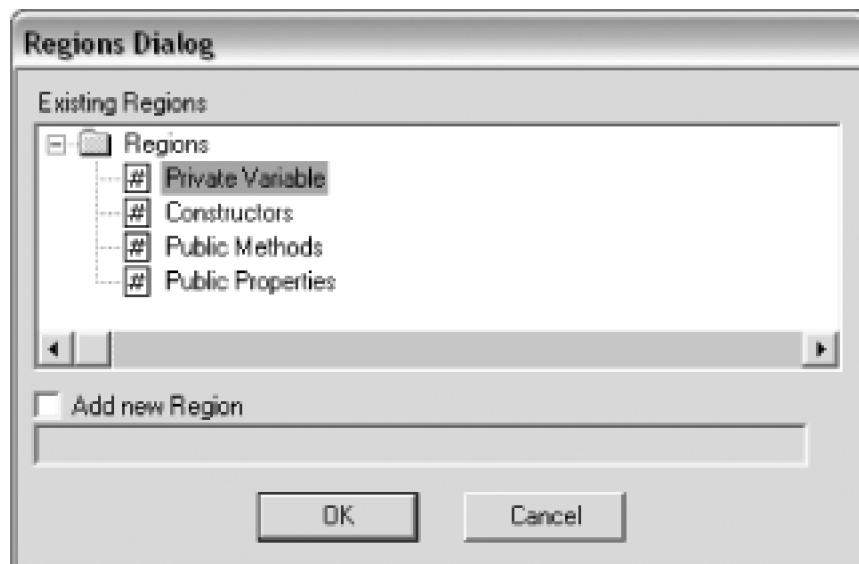 Regions Dialog
Existing Regions
Regions
# Private Variable
# Constructors
# Public Methods
# Public Properties
Add new Region
OK Cancel